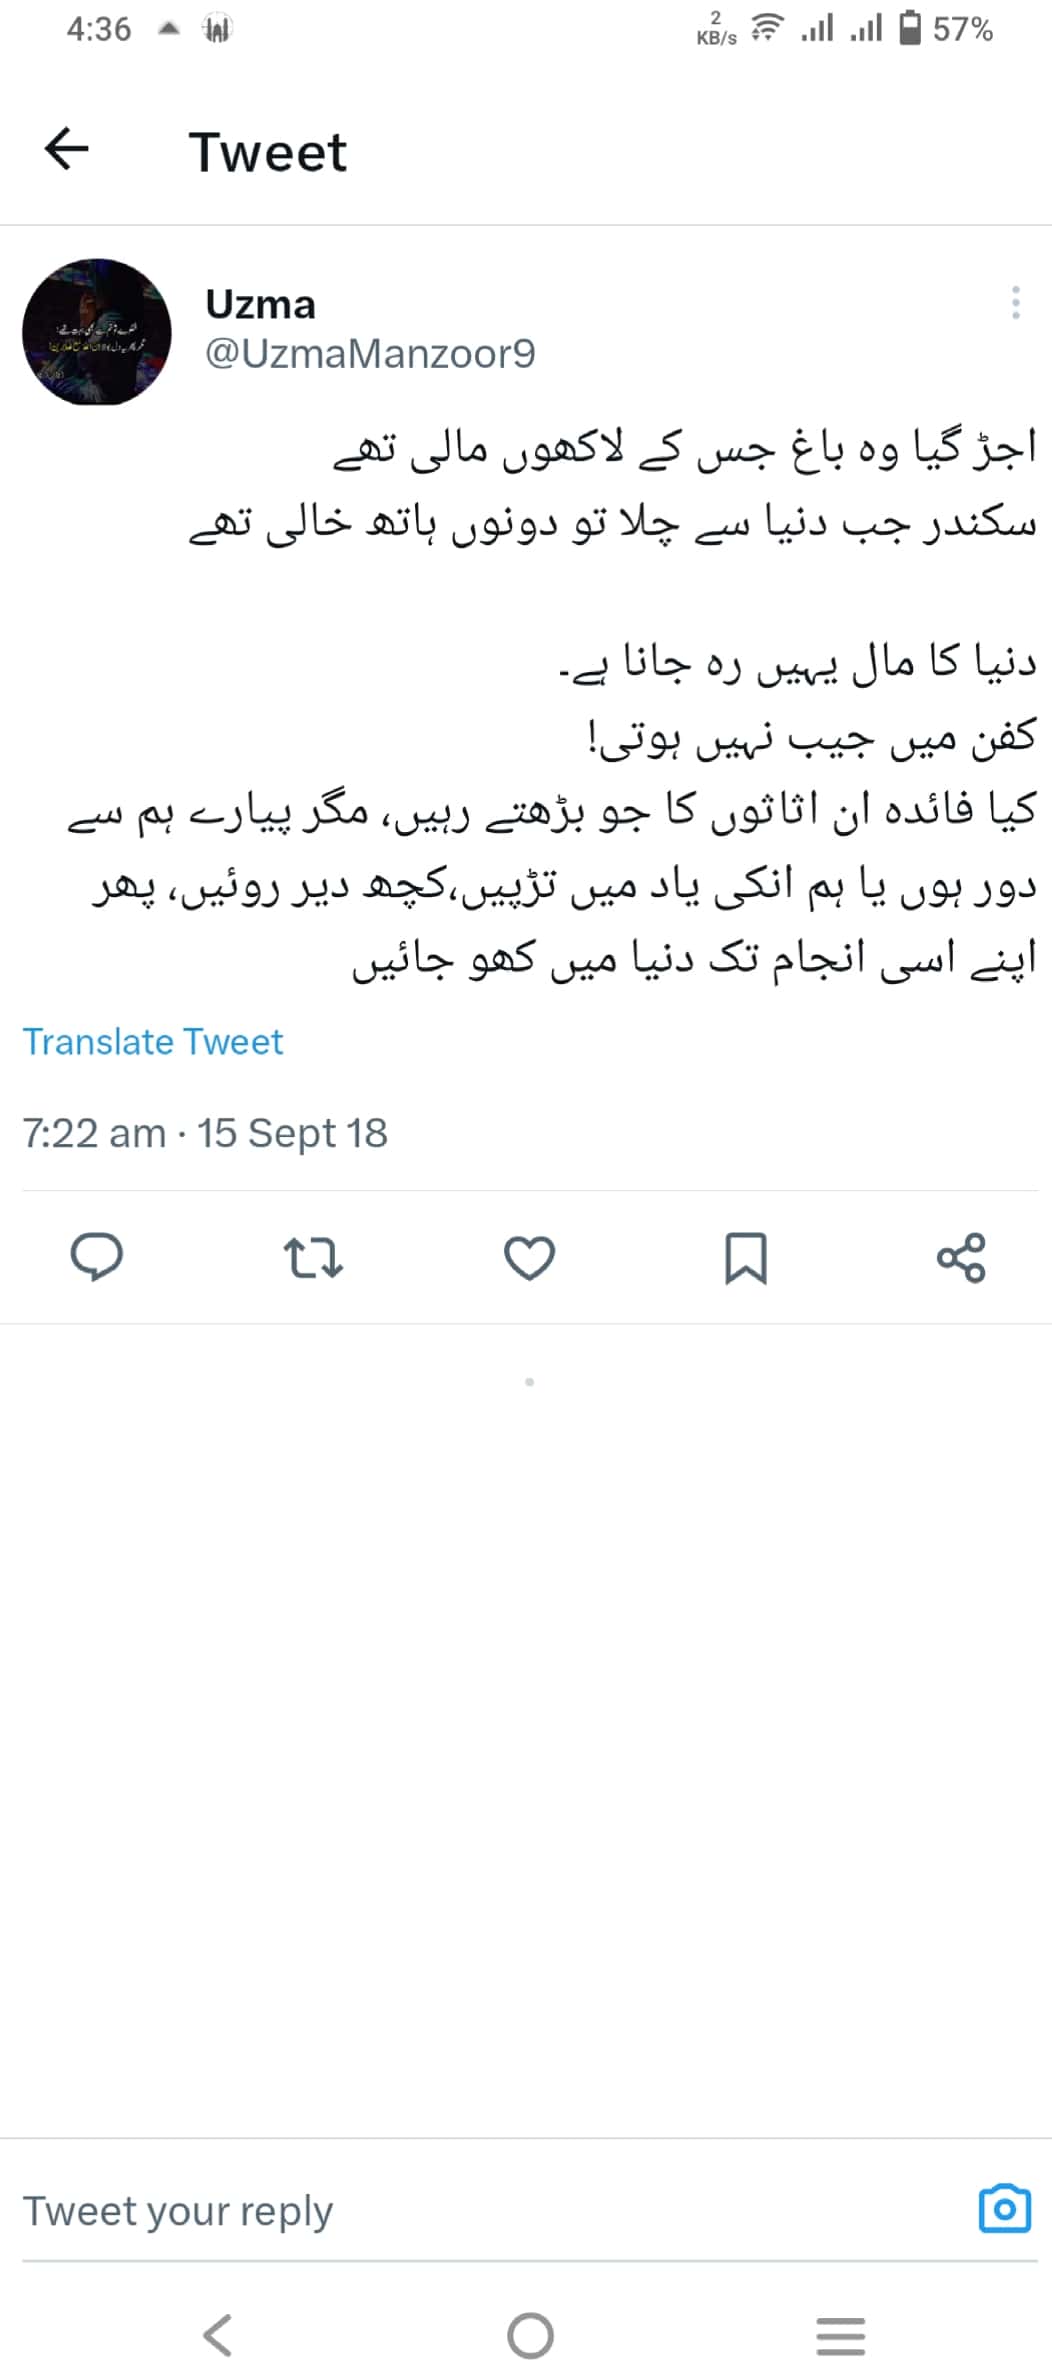 4:36
2
KB/s
57%
Tweet
Uzma
@UzmaManzoor9
اجڑ گیا وہ باغ جس کے لاکھوں مالی تھے
سکندر جب دنیا سے چلا تو دونوں ہاتھ خالی تھے
دنیا کا مال یہیں رہ جانا ہے۔
کفن میں جیب نہیں ہوتی!
کیا فائدہ ان اثاثوں کا جو بڑھتے رہیں، مگر پیارے ہم سے
دور ہوں یا ہم انکی یاد میں تڑپیں،کچھ دیر روئیں، پھر
اپنے اسی انجام تک دنیا میں کھو جائیں
Translate Tweet
7:22 am · 15 Sept 18
Tweet your reply